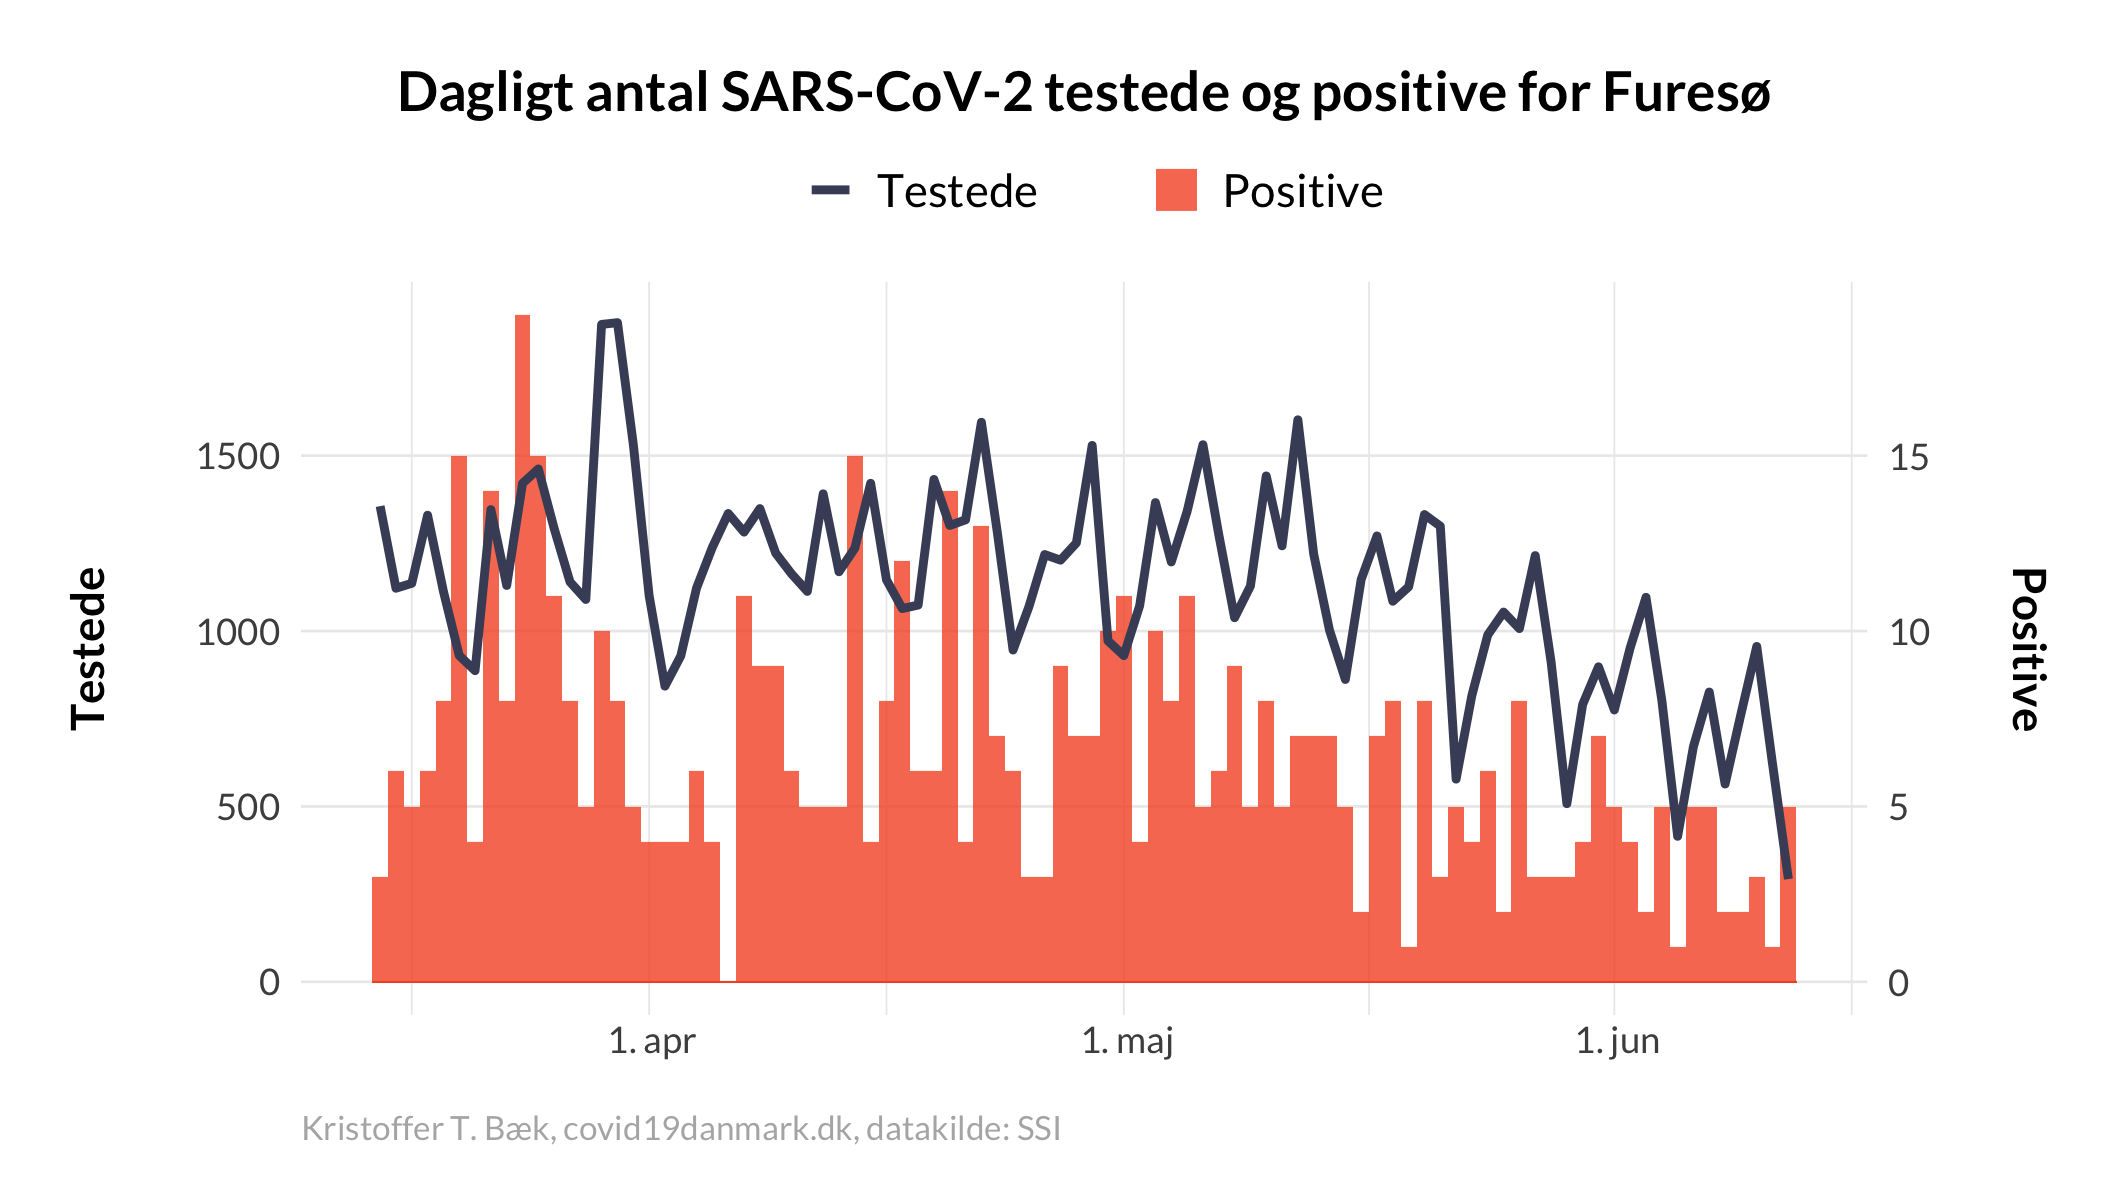 Dagligt antal SARS-CoV-2 testede og positive for Furesø
Testede
Positive
1500
1000
500
0
15
10
5
0
Testede
Positive
1. apr
1. maj
1. jun
Kristoffer T. Bæk, covid19danmark.dk, datakilde: SSI